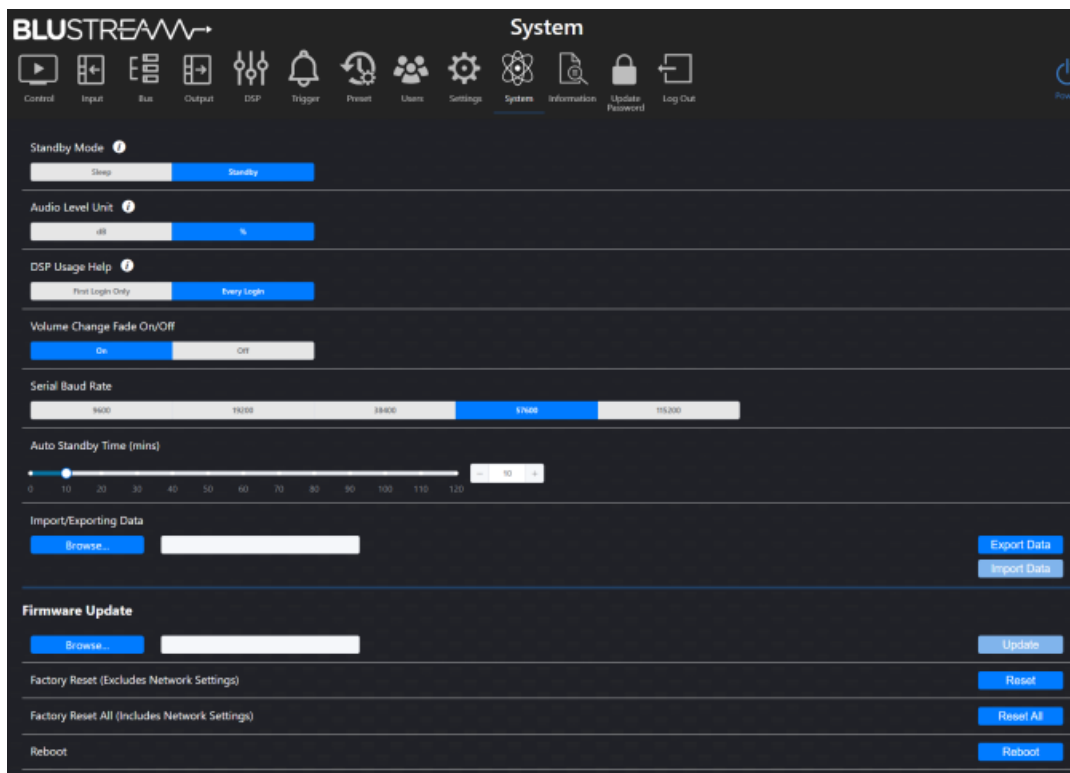 BLUSTREAM
System
Control Input Bus Output DSP Trigger Preset Users Settings System Information Update Password Log Out
Standby Mode i
Sleep Standby
Audio Level Unit i
dB %
DSP Usage Help i
First Login Only Every Login
Volume Change Fade On/Off
On Off
Serial Baud Rate
9600 19200 38400 57600 115200
Auto Standby Time (mins)
- 10 +
0 10 20 30 40 50 60 70 80 90 100 110 120
Import/Exporting Data
Browse... Export Data
Import Data
Firmware Update
Browse... Update
Factory Reset (Excludes Network Settings) Reset
Factory Reset All (Includes Network Settings) Reset All
Reboot Reboot